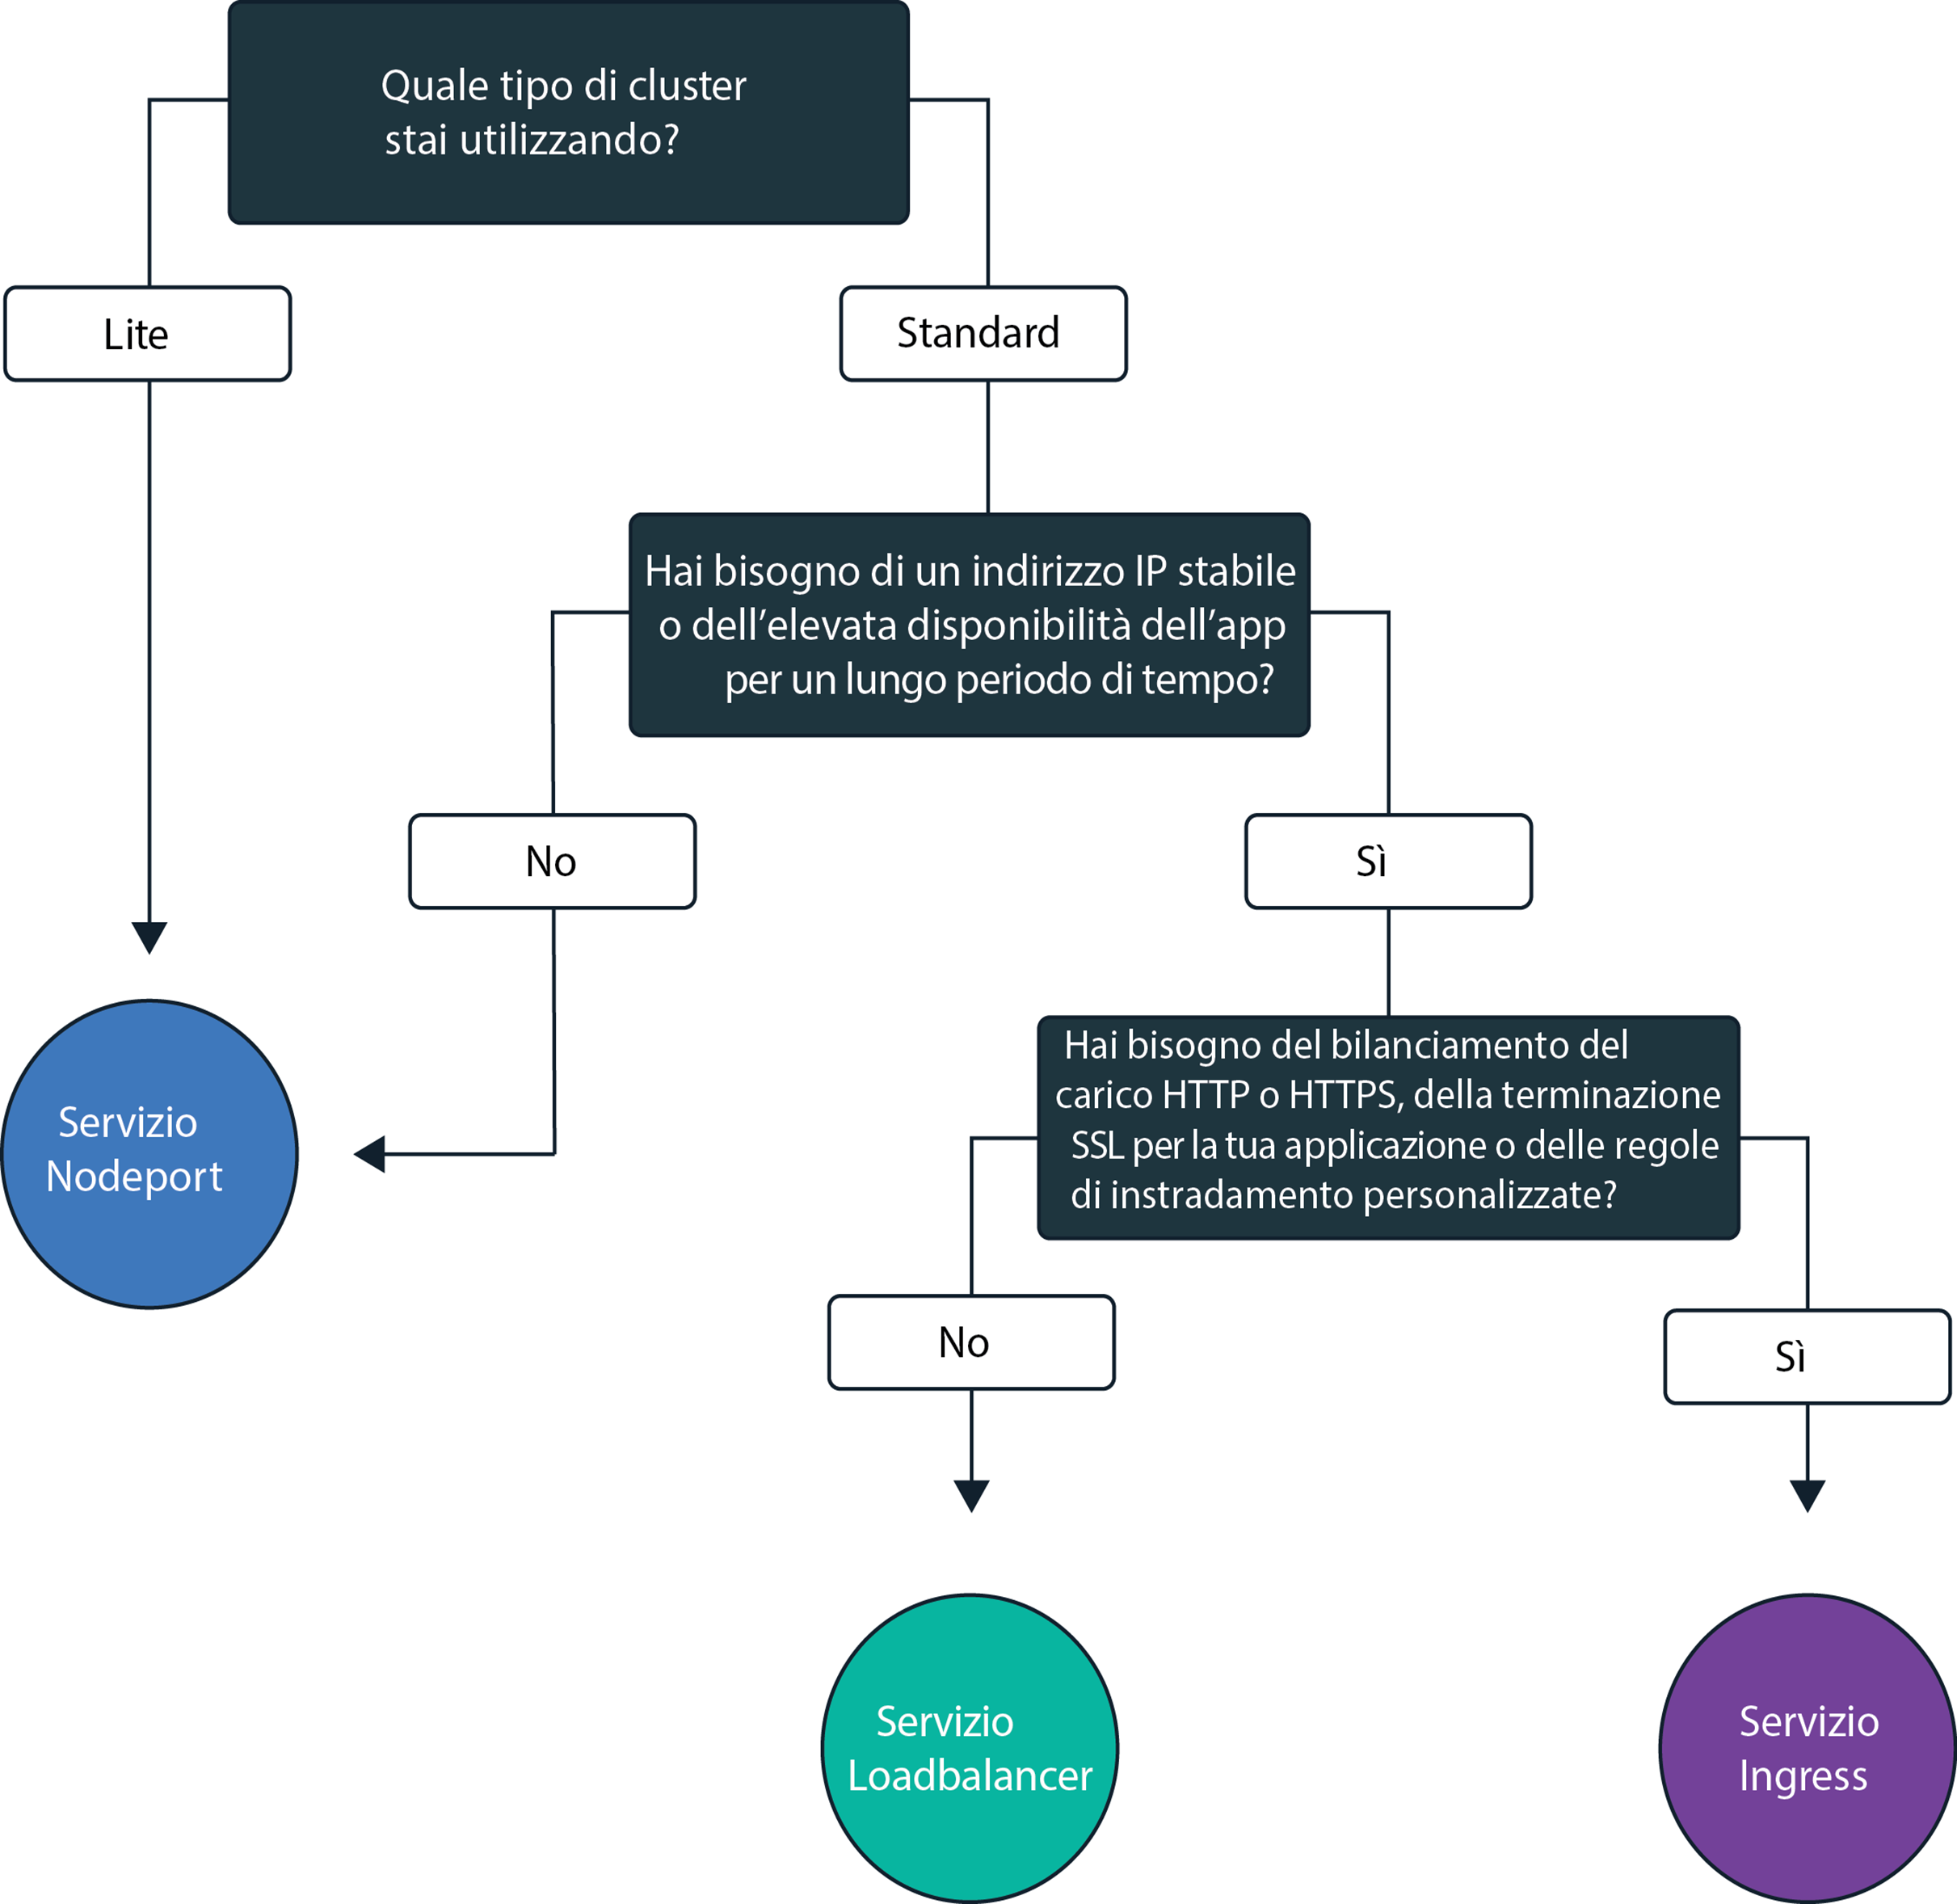 Quale tipo di cluster
stai utilizzando?
Lite
Standard
Hai bisogno di un indirizzo IP stabile
o dell’elevata disponibilità dell’app
per un lungo periodo di tempo?
No
Sì
Hai bisogno del bilanciamento del
carico HTTP o HTTPS, della terminazione
SSL per la tua applicazione o delle regole
di instradamento personalizzate?
Servizio
Nodeport
No
Sì
Servizio
Loadbalancer
Servizio
Ingress